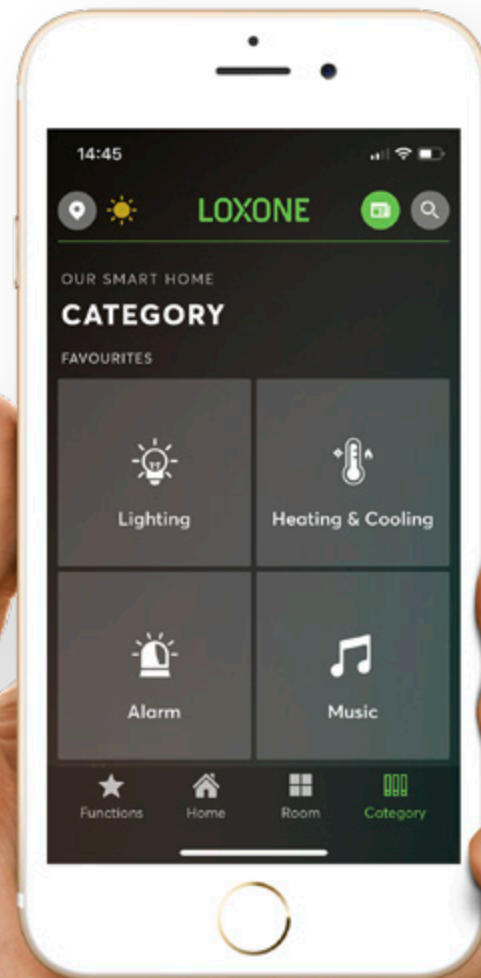 14:45
LOXONE
OUR SMART HOME
CATEGORY
FAVOURITES
Lighting
Heating & Cooling
Alarm
Music
Functions
Home
Room
Category